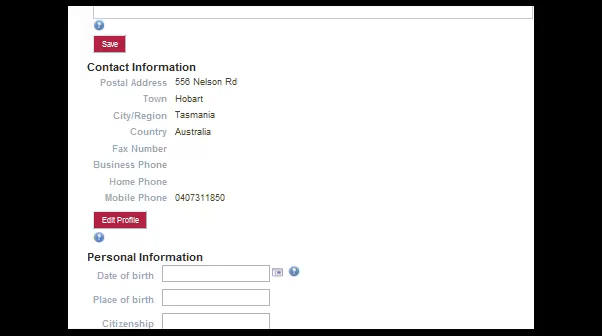 Save
Contact Information
Postal Address 556 Nelson Rd
Town Hobart
City/Region Tasmania
Country Australia
Fax Number
Business Phone
Home Phone
Mobile Phone 0407311850
Edit Profile
Personal Information
Date of birth
Place of birth
Citizenship